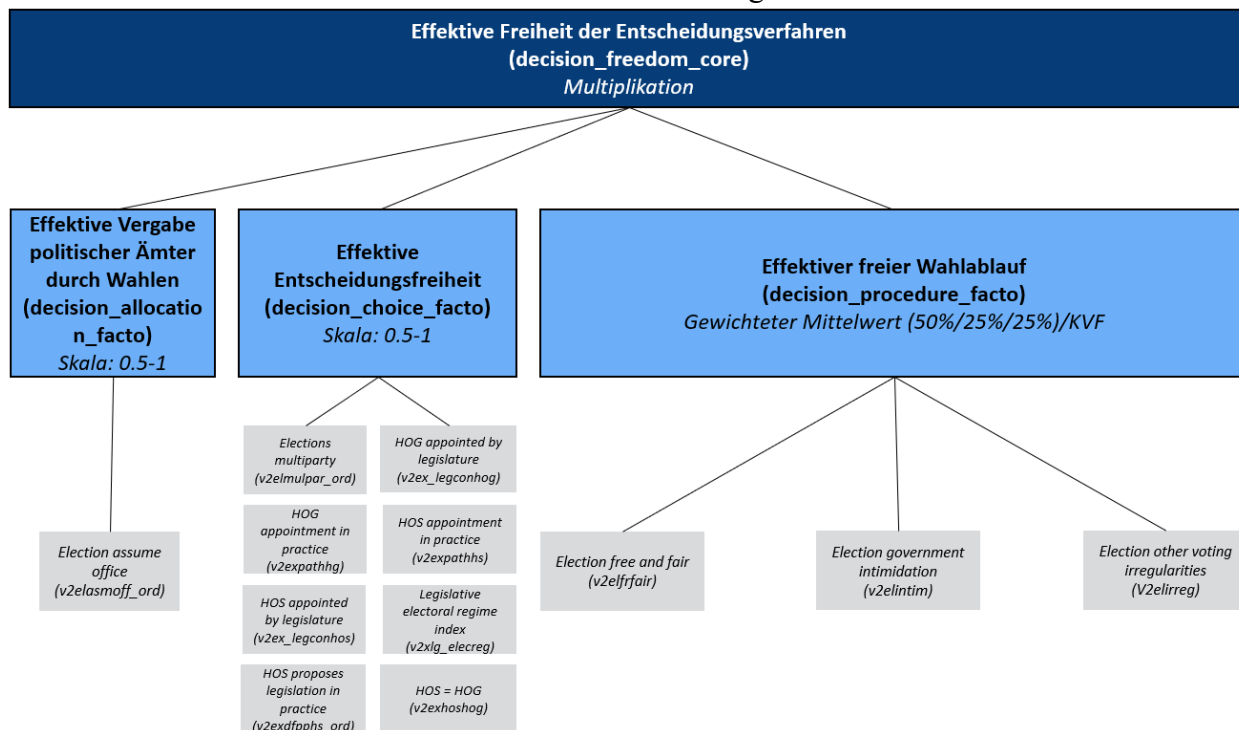 Effektive Freiheit der Entscheidungsverfahren
(decision_freedom_core)
Multiplikation
Effektive Vergabe
politischer Ämter
durch Wahlen
(decision_allocatio
n_facto)
Skala: 0.5-1
Effektive
Entscheidungsfreiheit
(decision_choice_facto)
Skala: 0.5-1
Effektiver freier Wahlablauf
(decision_procedure_facto)
Gewichteter Mittelwert (50%/25%/25%)/KVF
Election assume
office
(v2elasmoff_ord)
Elections
multiparty
(v2elmulpar_ord)
HOG appointed by
legislature
(v2ex_legconhog)
HOG
appointment in
practice
(v2expathhg)
HOS appointment
in practice
(v2expathhs)
HOS appointed
by legislature
(v2ex_legconhos)
Legislative
electoral regime
index
(v2xlg_elecreg)
HOS proposes
legislation in
practice
(v2exdfpphs_ord)
HOS = HOG
(v2exhoshog)
Election free and fair
(v2elfrfair)
Election government
intimidation
(v2elintim)
Election other voting
irregularities
(V2elirreg)